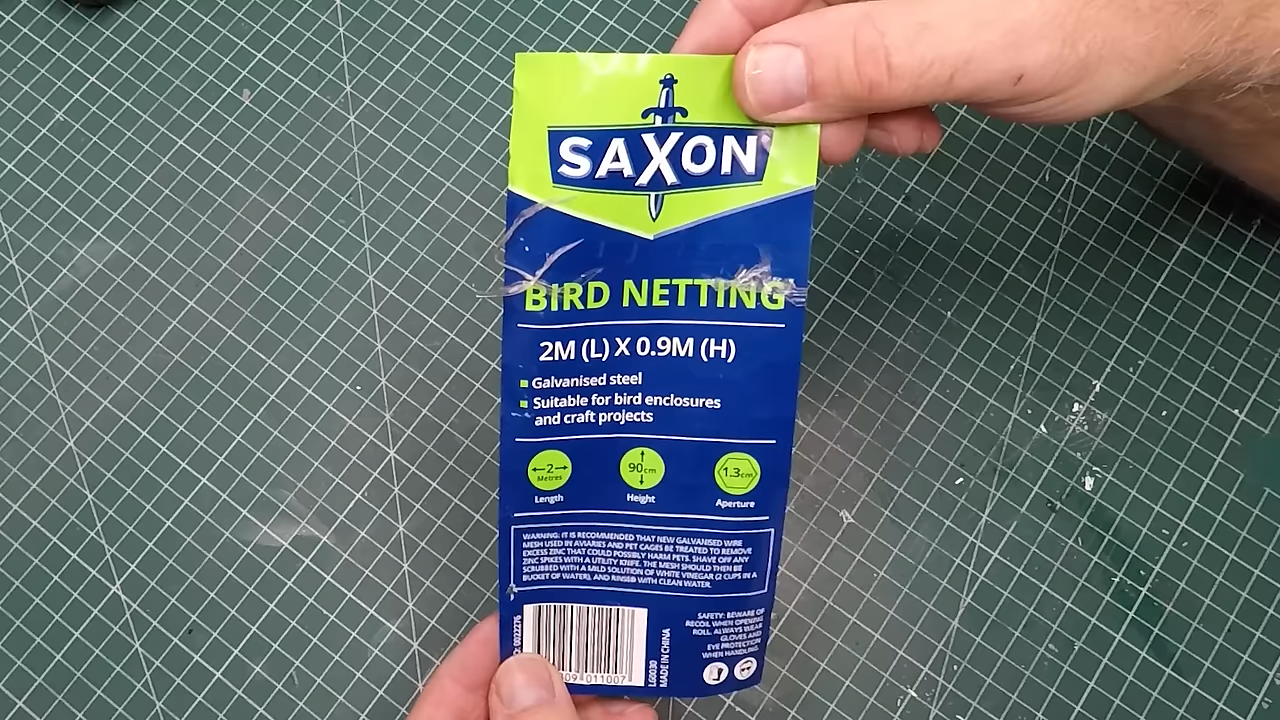 SAXON
BIRD NETTING
2M (L) X 0.9M (H)
Galvanised steel
Suitable for bird enclosures
and craft projects
2
Metres
Length
90cm
Height
1.3cm
Aperture
WARNING: IT IS RECOMMENDED THAT NEW GALVANISED WIRE
MESH USED IN AVIARIES AND PET CAGES BE TREATED TO REMOVE
EXCESS ZINC THAT COULD POSSIBLY HARM PETS. SHAVE OFF ANY
ZINC SPIKES WITH A UTILITY KNIFE. THE MESH SHOULD THEN BE
SCRUBBED WITH A MILD SOLUTION OF WHITE VINEGAR (2 CUPS IN A
BUCKET OF WATER), AND RINSED WITH CLEAN WATER.
0022276
09 011007
LG0030
MADE IN CHINA
SAFETY: BEWARE OF
RECOIL WHEN OPENING
ROLL. ALWAYS WEAR
GLOVES AND
EYE PROTECTION
WHEN HANDLING.